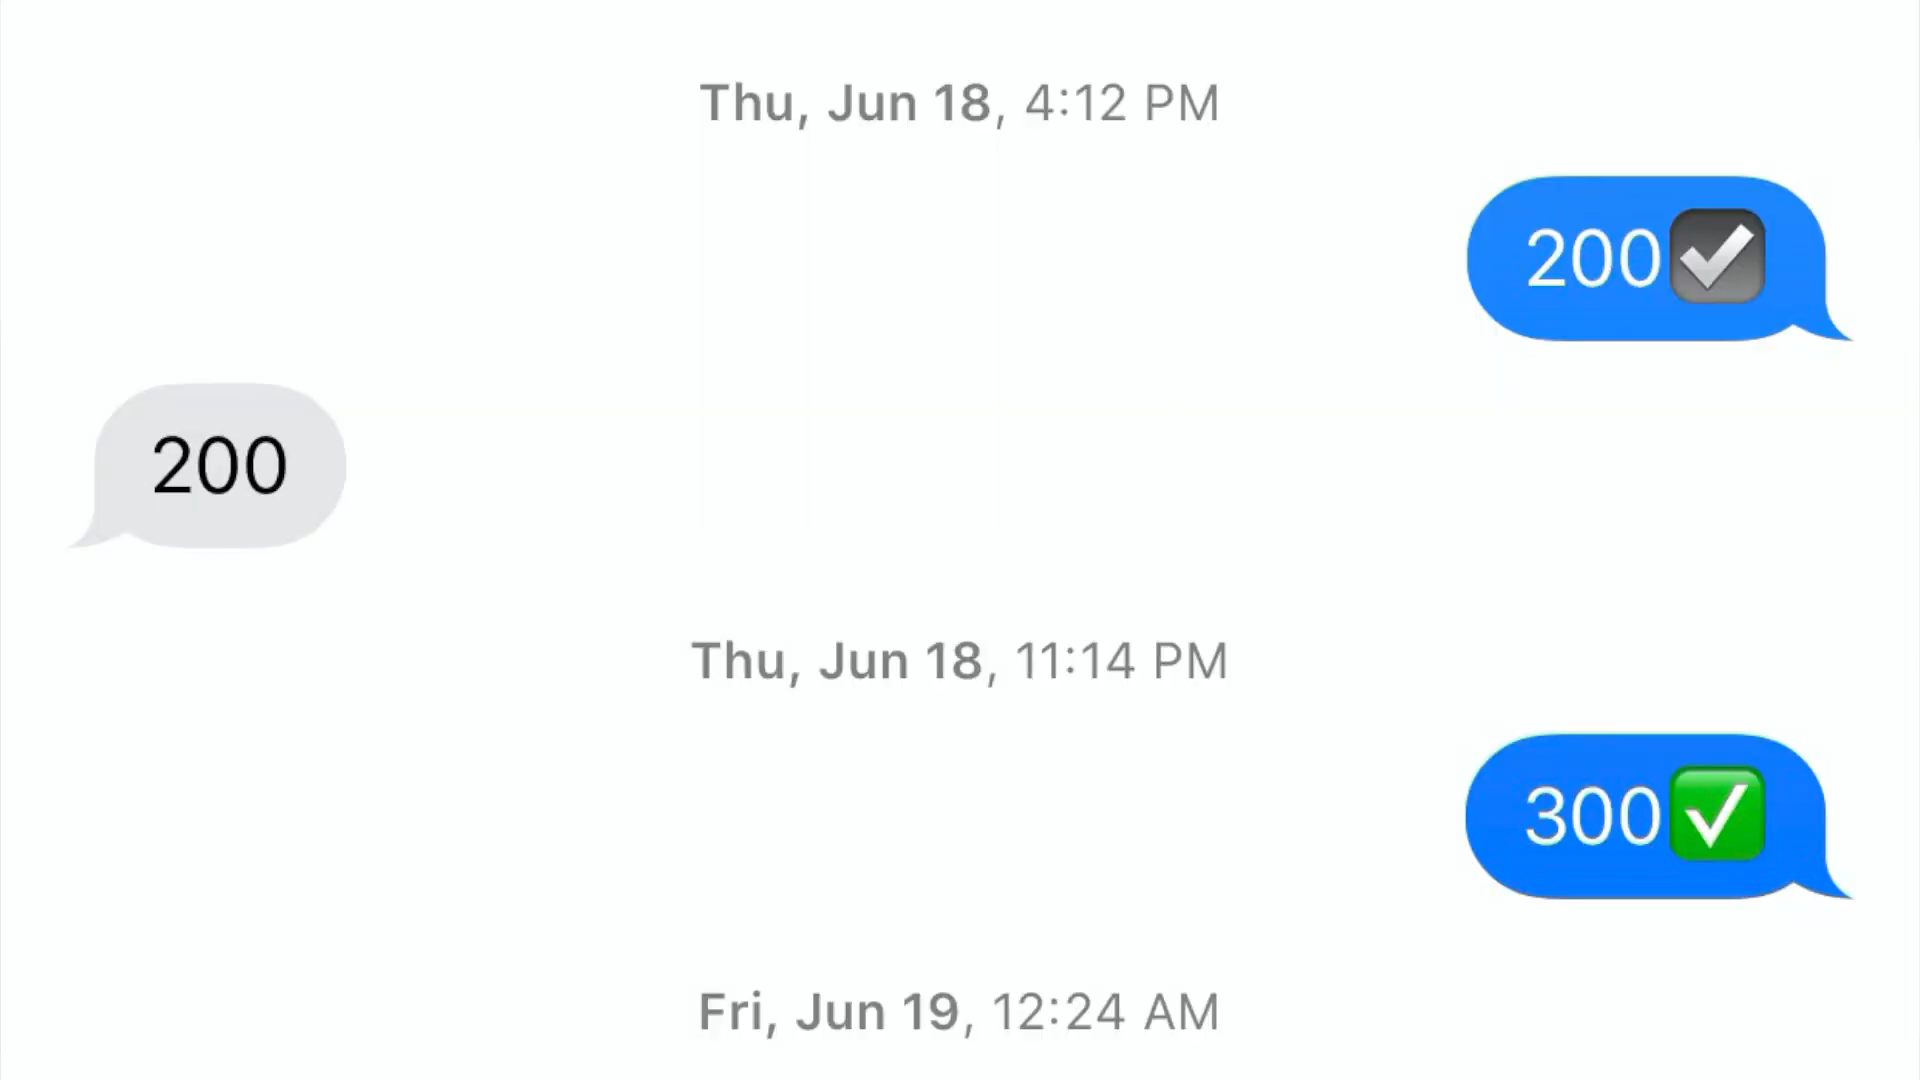 Thu, Jun 18, 4:12 PM
200☑️
200
Thu, Jun 18, 11:14 PM
300✅
Fri, Jun 19, 12:24 AM